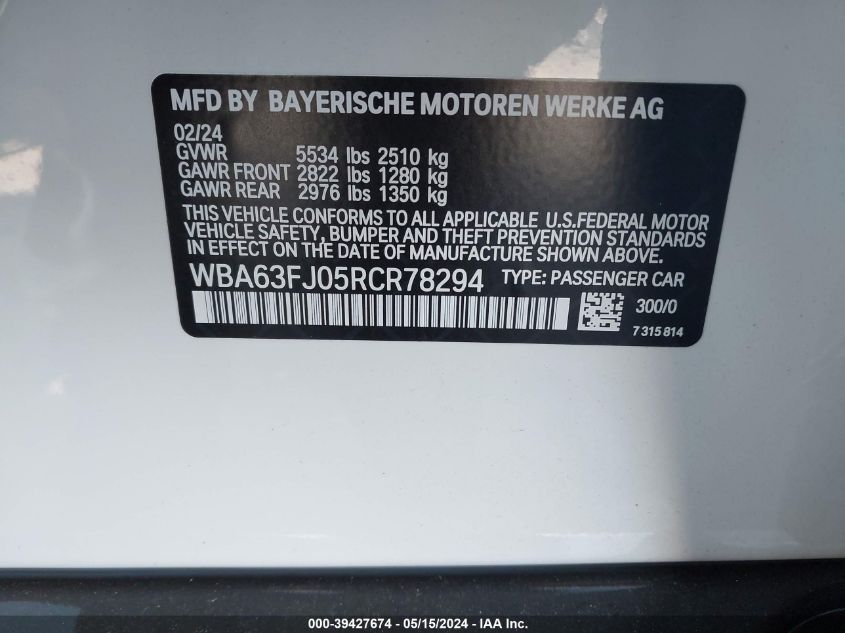 MFD BY BAYERISCHE MOTOREN WERKE AG
02/24
GVWR 5534 lbs 2510 kg
GAWR FRONT 2822 lbs 1280 kg
GAWR REAR 2976 lbs 1350 kg
THIS VEHICLE CONFORMS TO ALL APPLICABLE U.S.FEDERAL MOTOR
VEHICLE SAFETY, BUMPER AND THEFT PREVENTION STANDARDS
IN EFFECT ON THE DATE OF MANUFACTURE SHOWN ABOVE.
WBA63FJ05RCR78294 TYPE: PASSENGER CAR
300/0
7315814
000-39427674 - 05/15/2024 - IAA Inc.